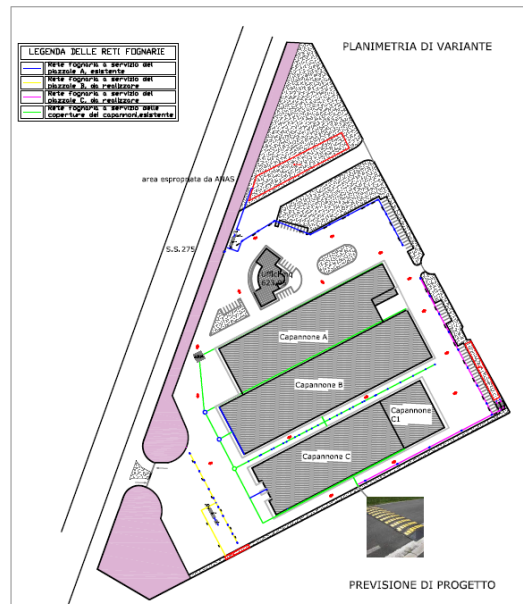 PLANIMETRIA DI VARIANTE
LEGENDA DELLE RETI FOGNARIE
Rete fognaria a servizio del
piazzale A, esistente
Rete fognaria a servizio del
piazzale B, da realizzare
Rete fognaria a servizio del
piazzale C, da realizzare
Rete fognaria a servizio delle
coperture dei capannoni,esistente
area espropriata da ANAS
S.S.275
Uffici
Capannone A
Capannone B
Capannone
C1
Capannone C
PREVISIONE DI PROGETTO